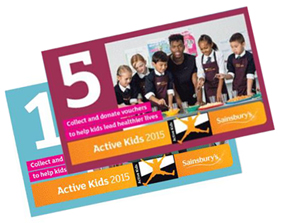 5
Collect and donate vouchers
to help kids lead healthier lives
Active Kids 2015
Sainsbury's
1
Collect and
to help kids
Active Kids 2015
Sainsbury's